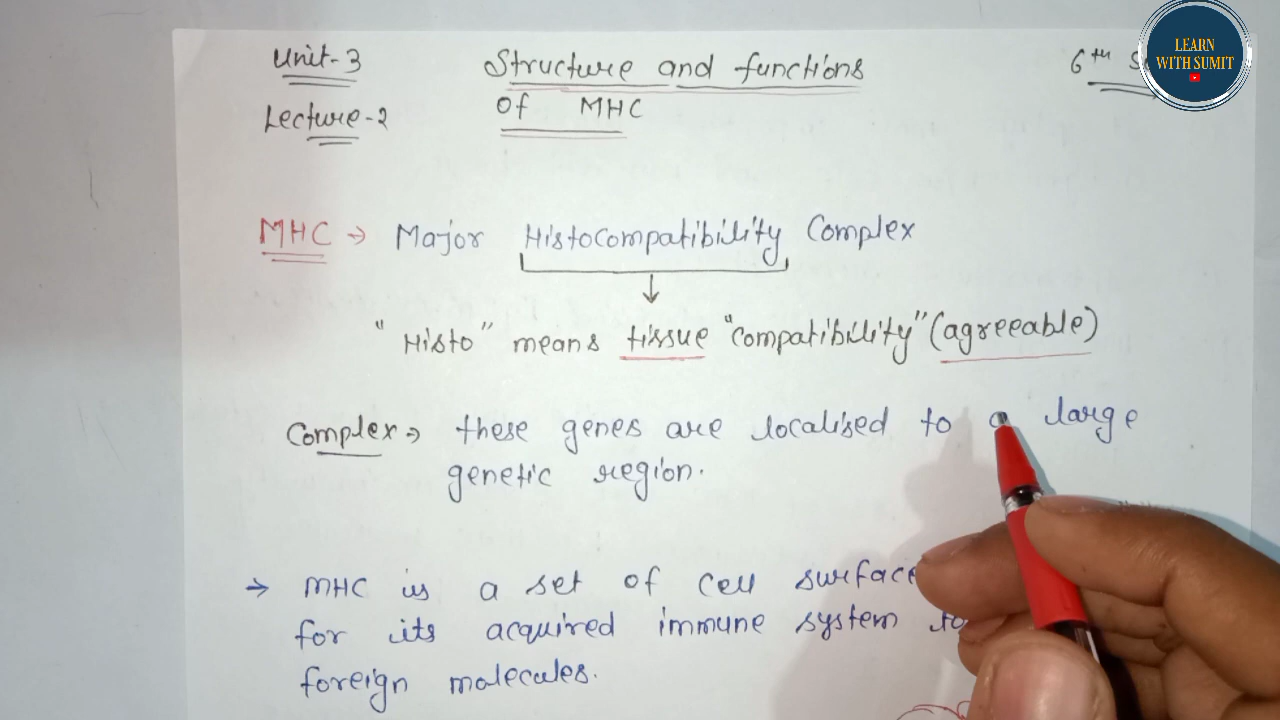 Unit-3
Structure and functions
6th S
LEARN
WITH SUMIT
Lecture-2
Of MHC
MHC → Major Histocompatibility Complex
"Histo" means tissue "compatibility" (agreeable)
Complex → these genes are localised to a large
genetic region.
→ MHC is a set of cell surface
for its acquired immune system to
foreign molecules.